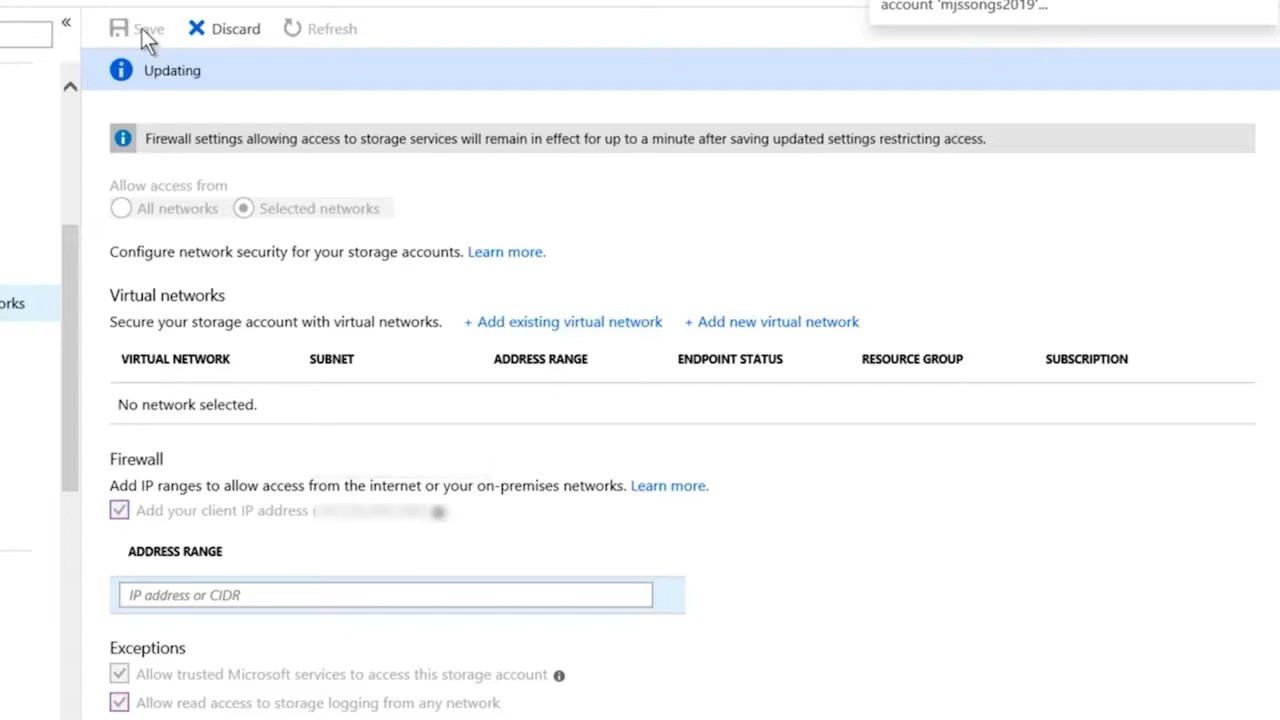 account 'mjssongs2019'...
«
Save Discard Refresh
Updating
Firewall settings allowing access to storage services will remain in effect for up to a minute after saving updated settings restricting access.
Allow access from
All networks Selected networks
Configure network security for your storage accounts. Learn more.
orks
Virtual networks
Secure your storage account with virtual networks. + Add existing virtual network + Add new virtual network
VIRTUAL NETWORK SUBNET ADDRESS RANGE ENDPOINT STATUS RESOURCE GROUP SUBSCRIPTION
No network selected.
Firewall
Add IP ranges to allow access from the internet or your on-premises networks. Learn more.
Add your client IP address
ADDRESS RANGE
IP address or CIDR
Exceptions
Allow trusted Microsoft services to access this storage account
Allow read access to storage logging from any network